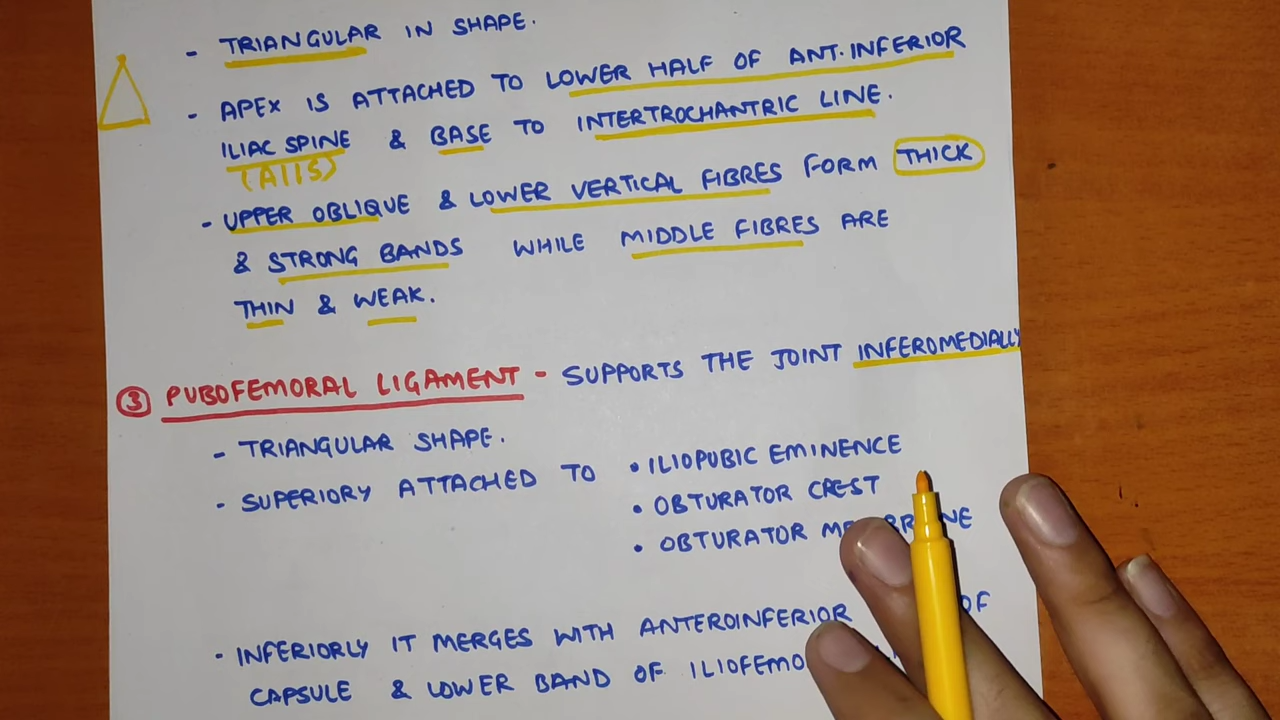 - TRIANGULAR IN SHAPE.
- APEX IS ATTACHED TO LOWER HALF OF ANT. INFERIOR
ILIAC SPINE & BASE TO INTERTROCHANTRIC LINE.
(AIIS)
- UPPER OBLIQUE & LOWER VERTICAL FIBRES FORM THICK
& STRONG BANDS WHILE MIDDLE FIBRES ARE
THIN & WEAK.
③ PUBOFEMORAL LIGAMENT - SUPPORTS THE JOINT INFEROMEDIALLY
- TRIANGULAR SHAPE.
- SUPERIORY ATTACHED TO • ILIOPUBIC EMINENCE
• OBTURATOR CREST
• OBTURATOR
- INFERIORLY IT MERGES WITH ANTEROINFERIOR OF
CAPSULE & LOWER BAND OF